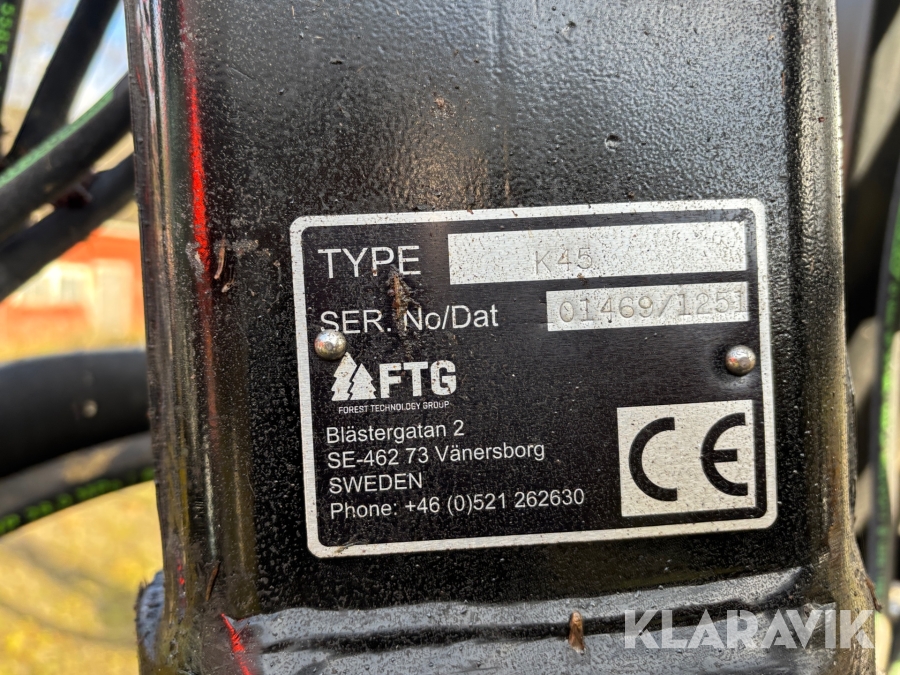 TYPE K45
SER. No/Dat 01469/1251
FTG
FOREST TECHNOLOGY GROUP
Blästergatan 2
SE-462 73 Vänersborg
SWEDEN
Phone: +46 (0)521 262630
CE
KLARAVIK